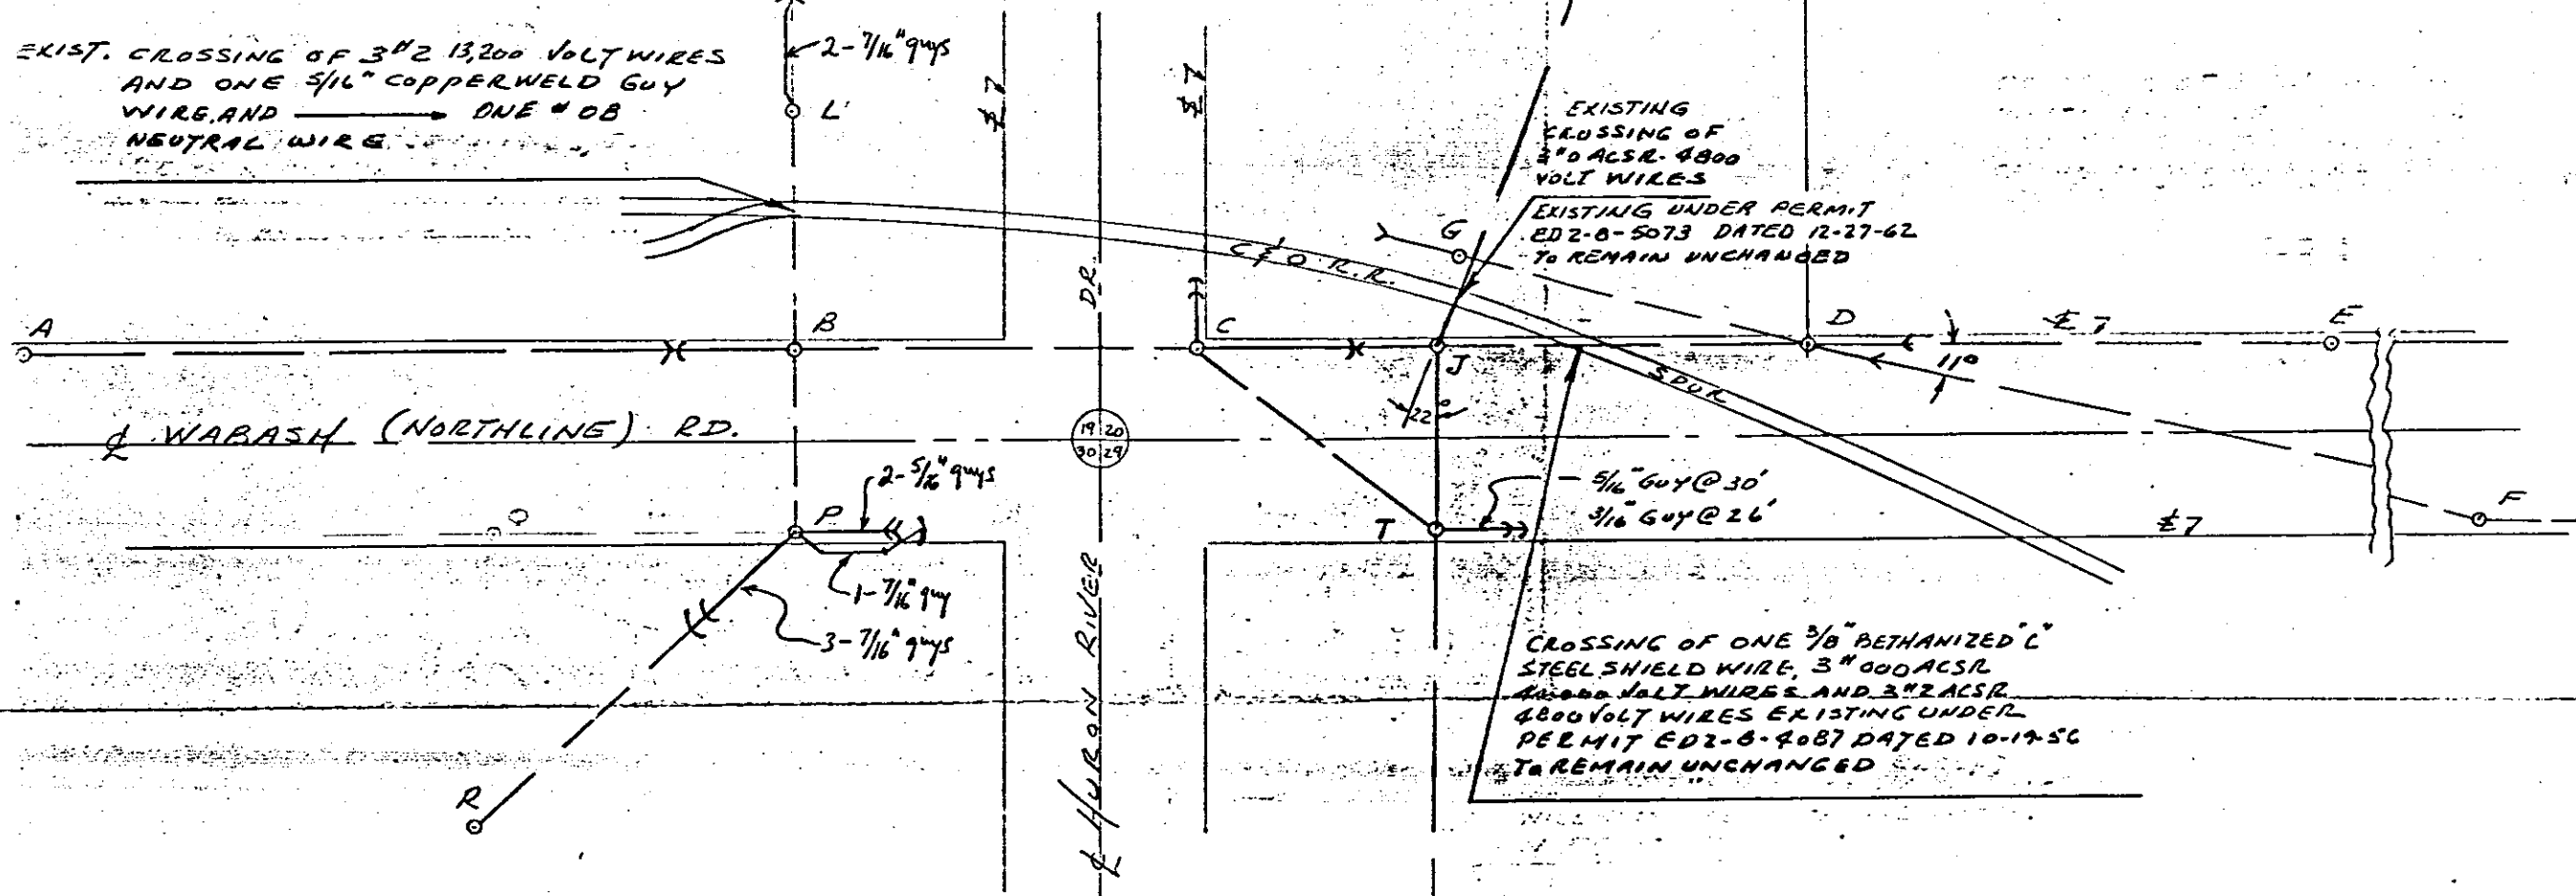 EXIST. CROSSING OF 3#2 13,200 VOLT WIRES
AND ONE 5/16" COPPERWELD GUY
WIRE, AND ONE # 0B
NEUTRAL WIRE
2-7/16" guys
L
EXISTING
CROSSING OF
3#0 ACSR-4800
VOLT WIRES
EXISTING UNDER PERMIT
ED2-8-5073 DATED 12-27-62
TO REMAIN UNCHANGED
G
C & O R.R.
SPUR
A
B
C
J
D
E
11°
22°
℄ WABASH (NORTHLINE) RD.
19 20
30 29
2-5/16" guys
Q
P
1-7/16" guy
3-7/16" guys
R
T
5/16" GUY @ 30'
3/16" GUY @ 26'
F
℄ HURON RIVER DR.
CROSSING OF ONE 3/8" BETHANIZED "C"
STEEL SHIELD WIRE, 3#000 ACSR
VOLT WIRES AND 3#2 ACSR
4800 VOLT WIRES EXISTING UNDER
PERMIT ED2-8-4087 DATED 10-19-56
TO REMAIN UNCHANGED